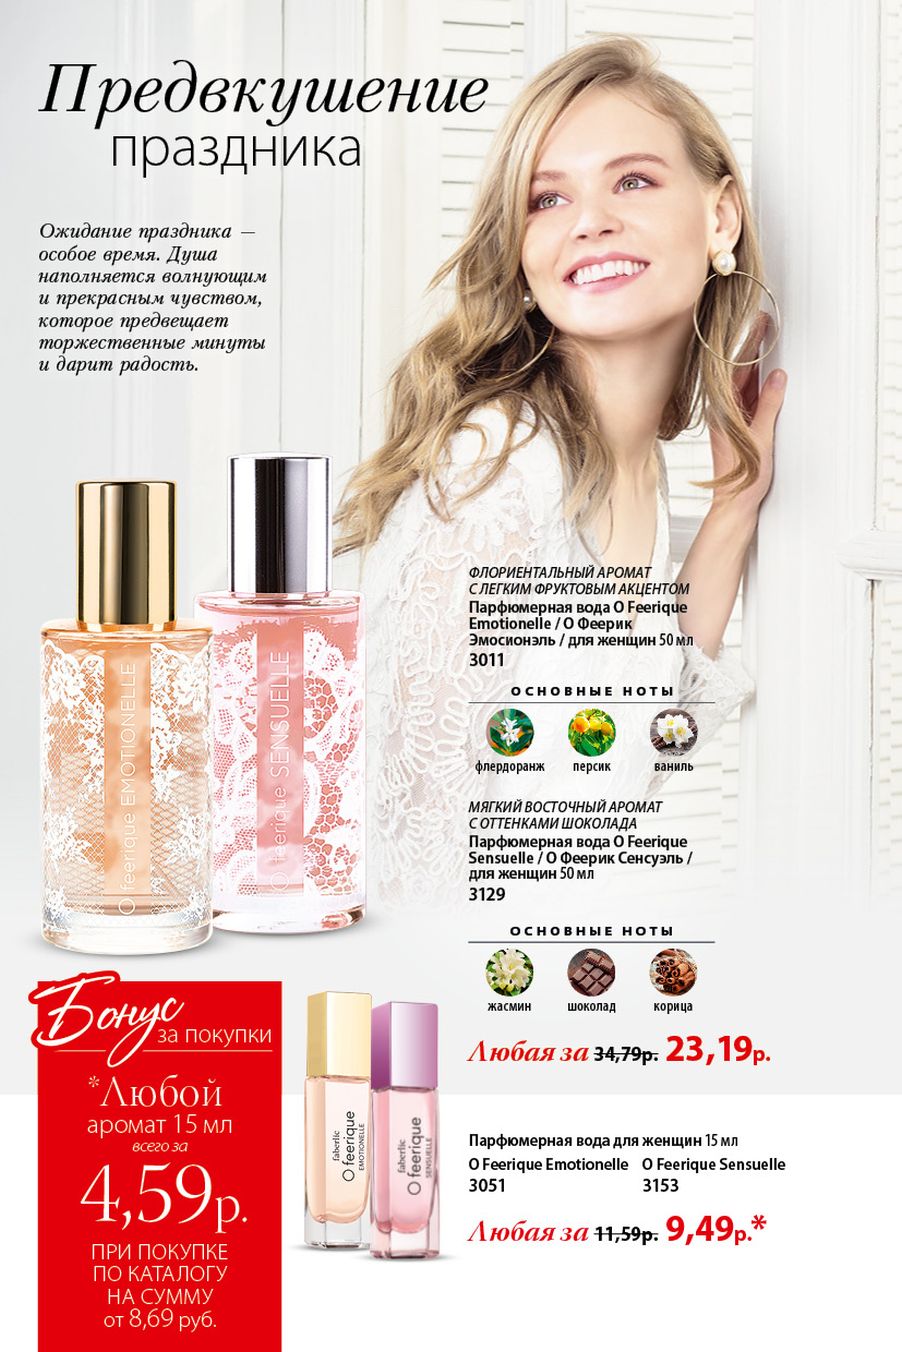 Предвкушение
праздника
Ожидание праздника –
особое время. Душа
наполняется волнующим
и прекрасным чувством,
которое предвещает
торжественные минуты
и дарит радость.
O feerique EMOTIONELLE
O feerique SENSUELLE
ФЛОРИЕНТАЛЬНЫЙ АРОМАТ
С ЛЕГКИМ ФРУКТОВЫМ АКЦЕНТОМ
Парфюмерная вода O Feerique
Emotionelle / О Феерик
Эмосионэль / для женщин 50 мл
3011
ОСНОВНЫЕ НОТЫ
флердоранж персик ваниль
МЯГКИЙ ВОСТОЧНЫЙ АРОМАТ
С ОТТЕНКАМИ ШОКОЛАДА
Парфюмерная вода O Feerique
Sensuelle / О Феерик Сенсуэль /
для женщин 50 мл
3129
ОСНОВНЫЕ НОТЫ
жасмин шоколад корица
Любая за 34,79р. 23,19р.
Бонус
за покупки
*Любой
аромат 15 мл
всего за
4,59р.
ПРИ ПОКУПКЕ
ПО КАТАЛОГУ
НА СУММУ
от 8,69 руб.
faberlic
O feerique
EMOTIONELLE
faberlic
O feerique
SENSUELLE
Парфюмерная вода для женщин 15 мл
O Feerique Emotionelle O Feerique Sensuelle
3051 3153
Любая за 11,59р. 9,49р.*